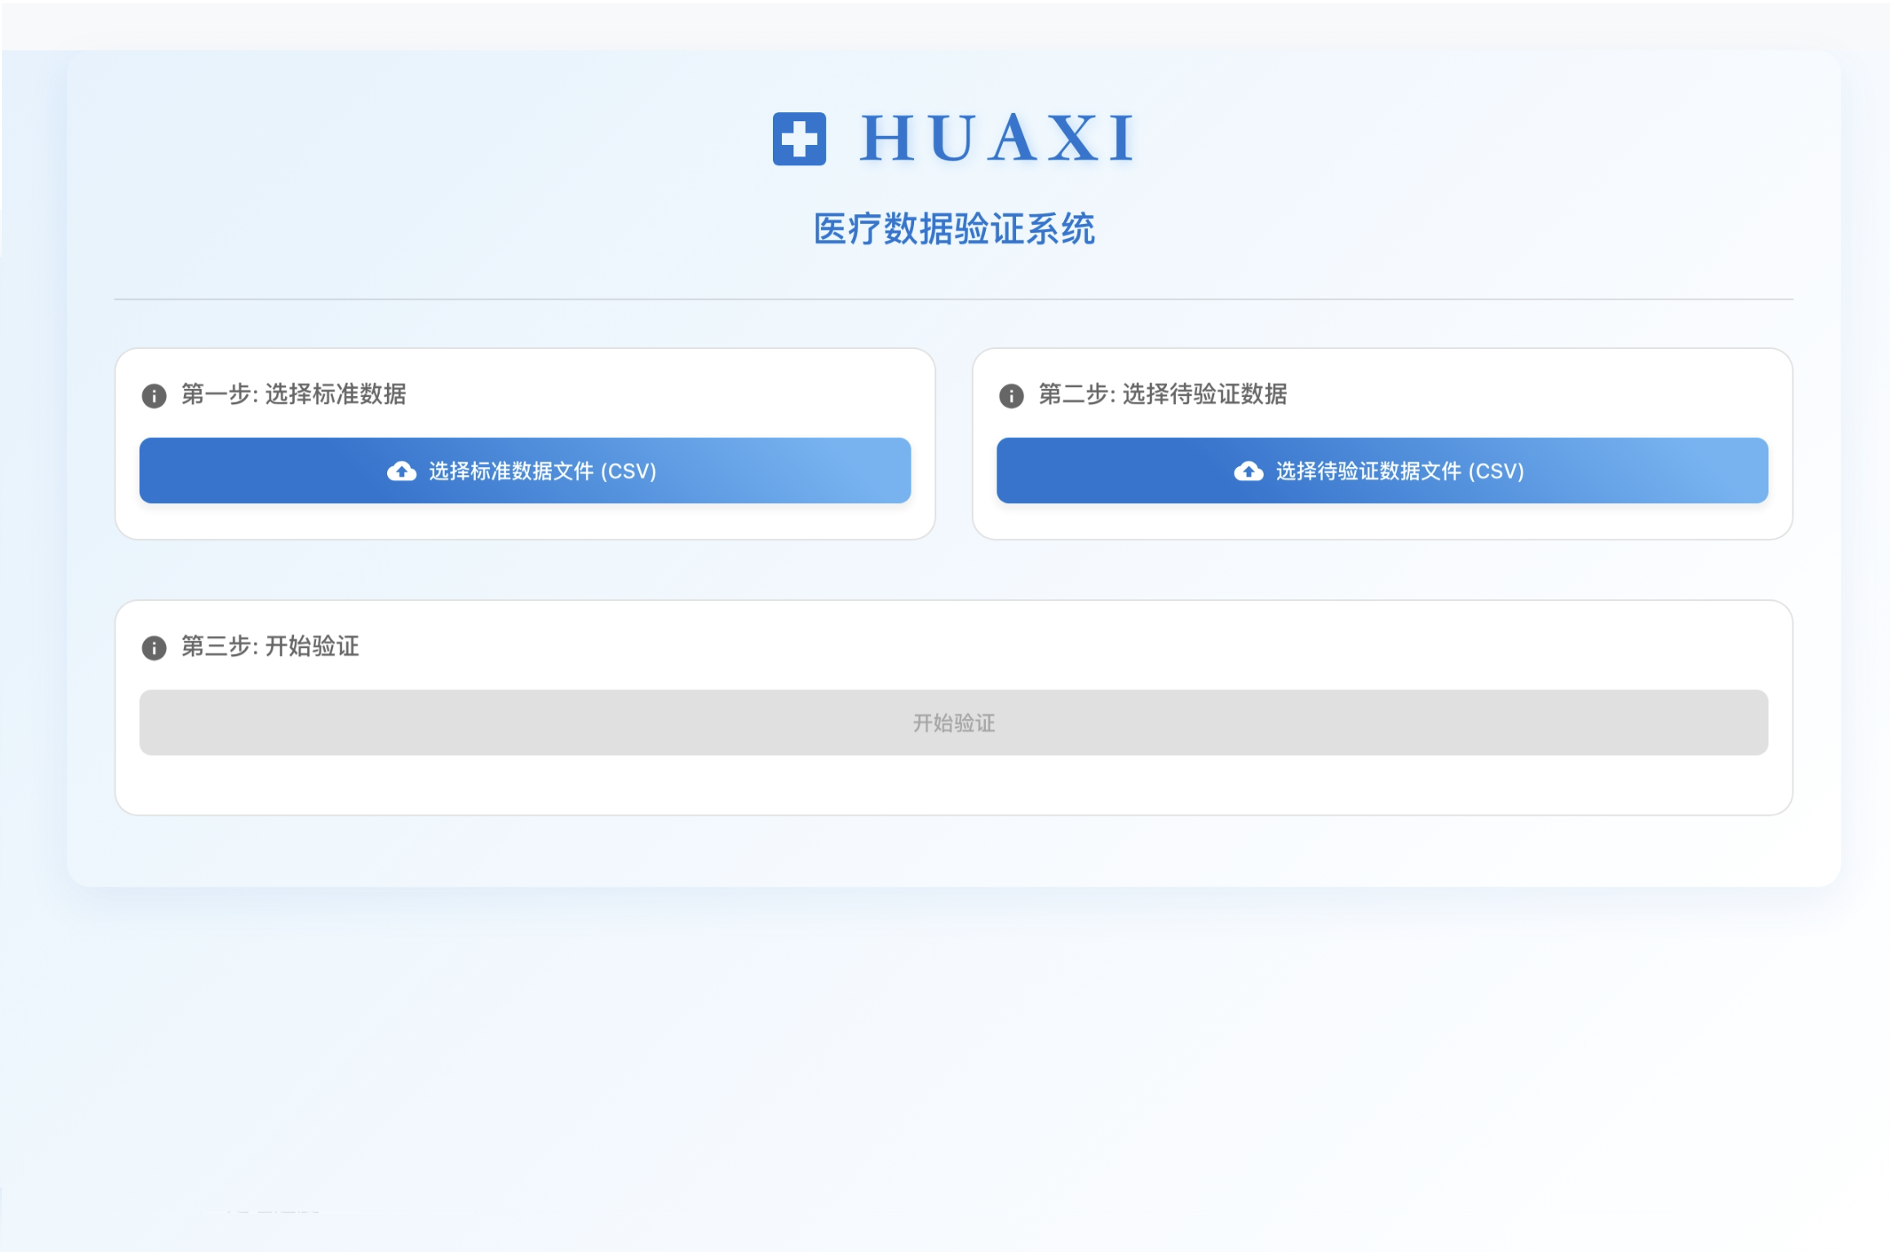 HUAXI
医疗数据验证系统
第一步: 选择标准数据
选择标准数据文件 (CSV)
第二步: 选择待验证数据
选择待验证数据文件 (CSV)
第三步: 开始验证
开始验证